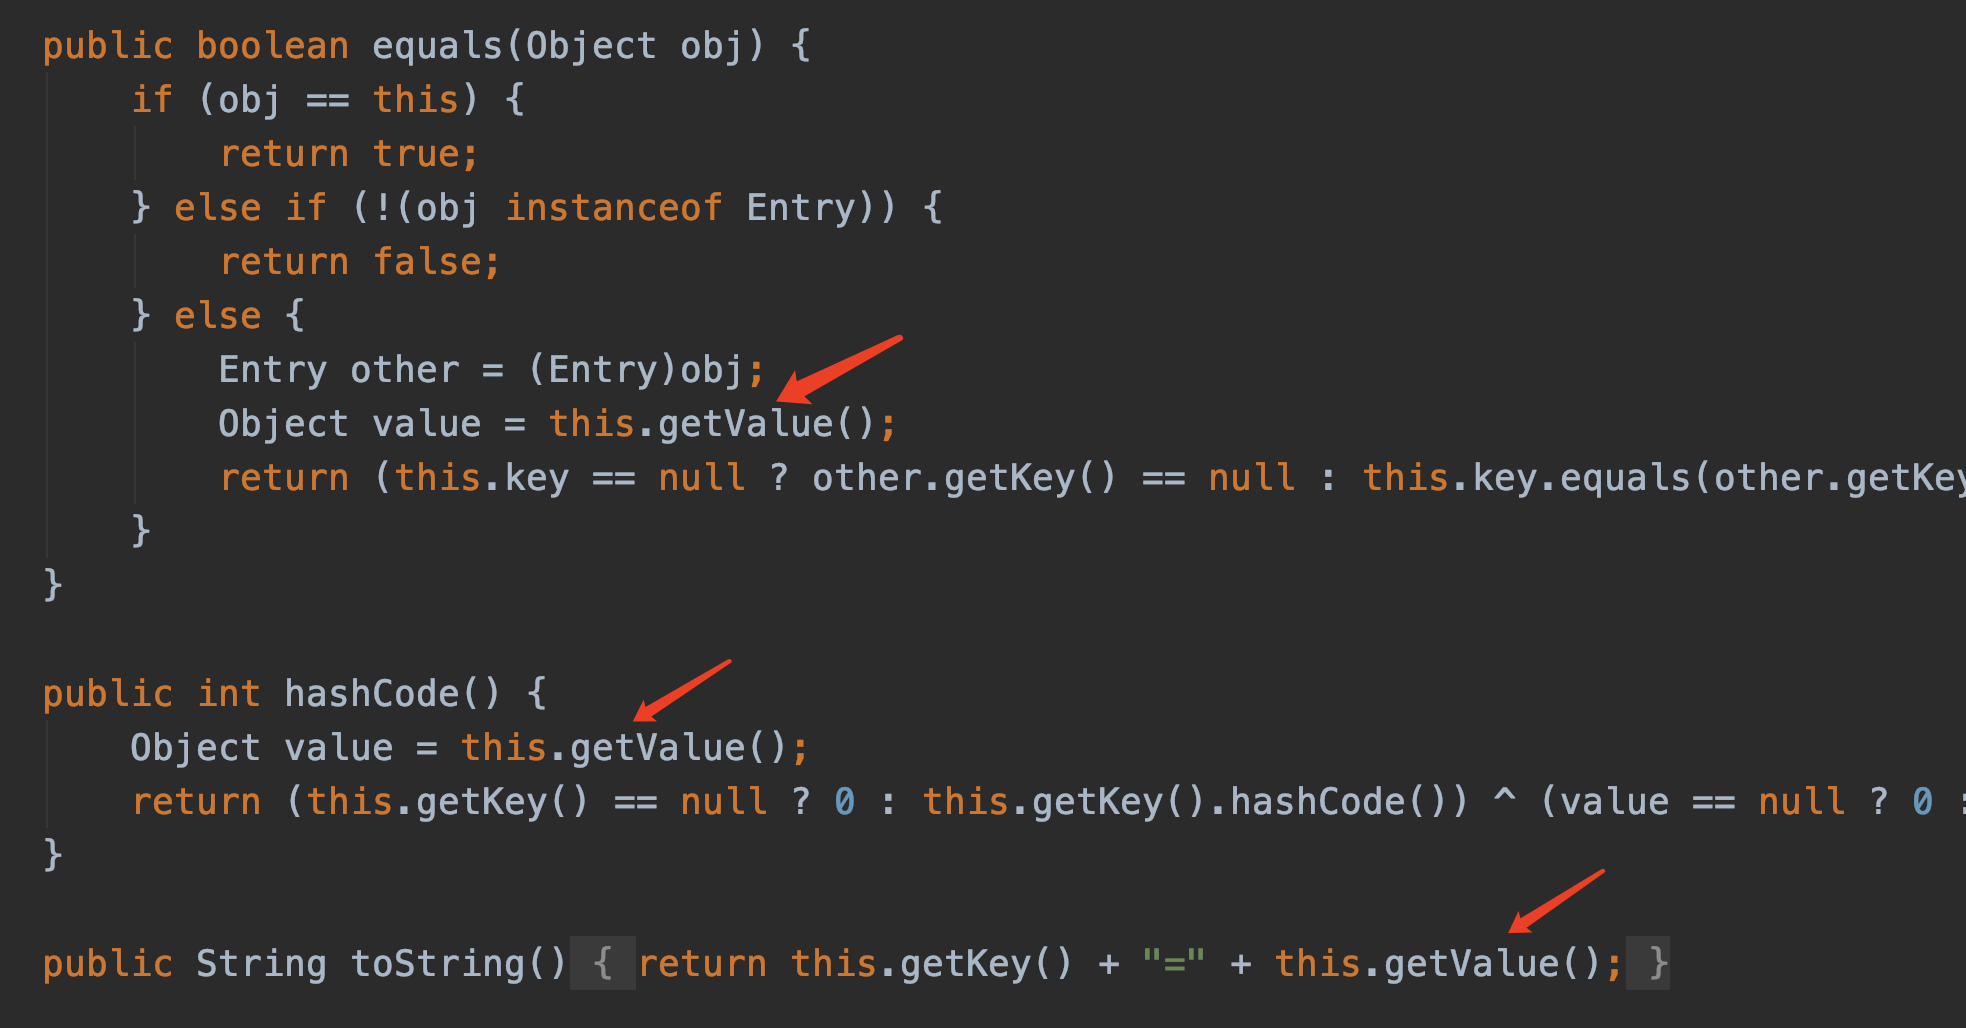 public boolean equals(Object obj) {
    if (obj == this) {
        return true;
    } else if (!(obj instanceof Entry)) {
        return false;
    } else {
        Entry other = (Entry)obj;
        Object value = this.getValue();
        return (this.key == null ? other.getKey() == null : this.key.equals(other.getKey
    }
}

public int hashCode() {
    Object value = this.getValue();
    return (this.getKey() == null ? 0 : this.getKey().hashCode()) ^ (value == null ? 0 :
}

public String toString() { return this.getKey() + "=" + this.getValue(); }